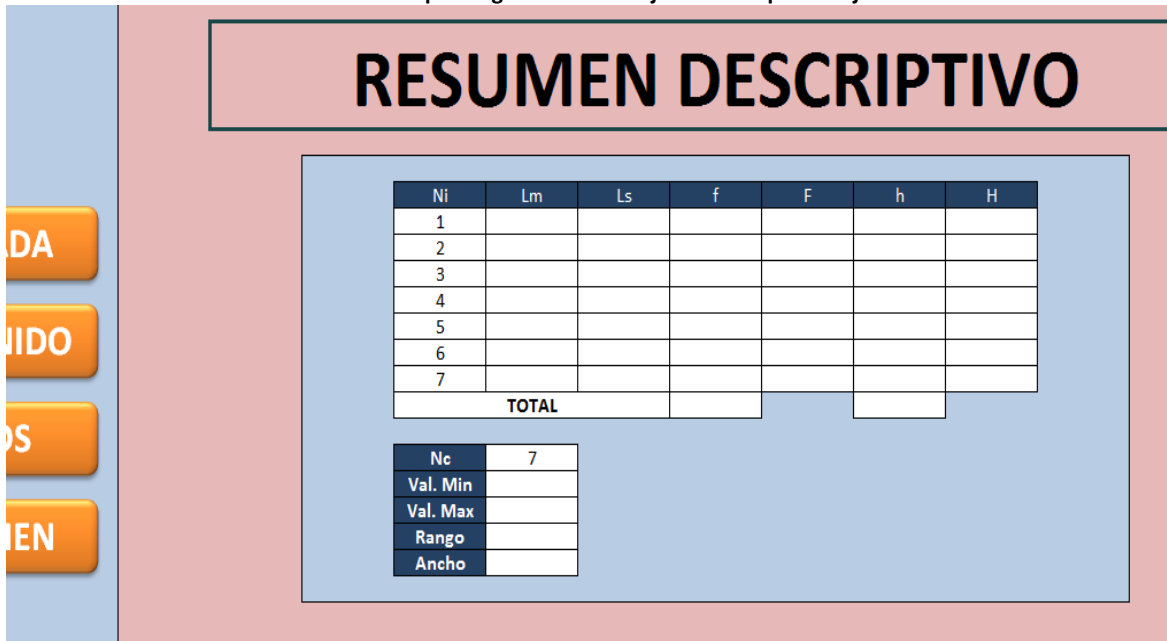 RESUMEN DESCRIPTIVO
Ni Lm Ls f F h H
1
2
3
4
5
6
7
TOTAL
Nc 7
Val. Min
Val. Max
Rango
Ancho